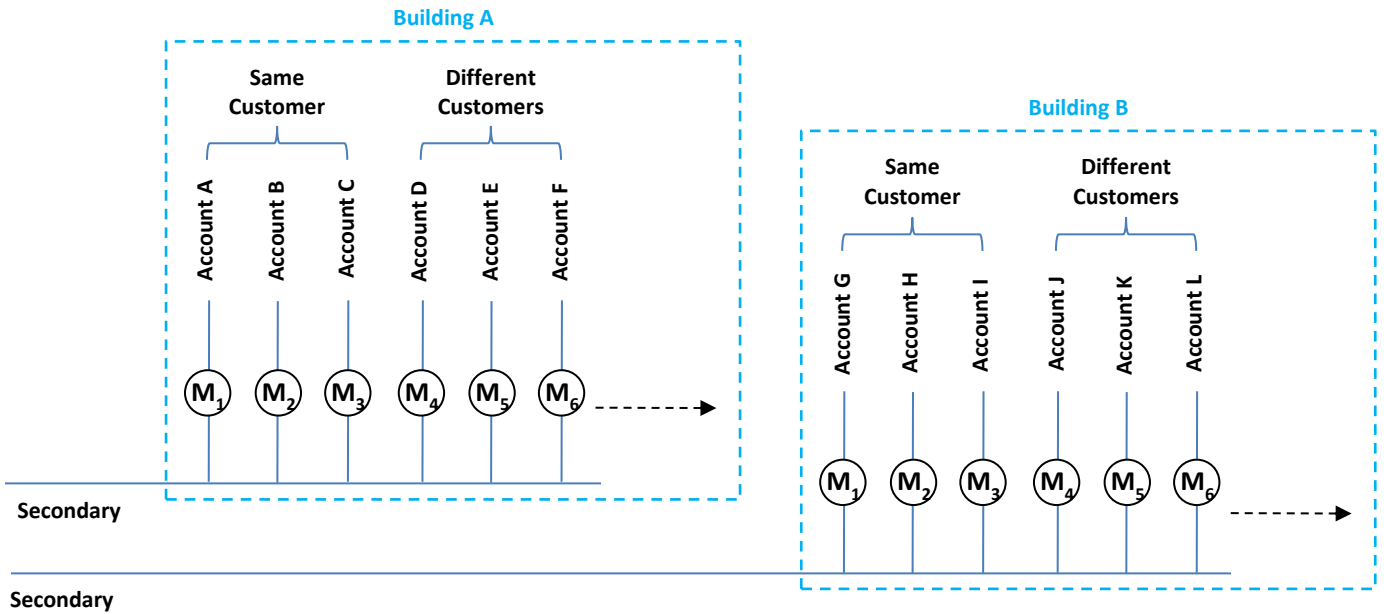 Building A
Same
Customer
Different
Customers
Account A
Account B
Account C
Account D
Account E
Account F
M1
M2
M3
M4
M5
M6
Secondary
Building B
Same
Customer
Different
Customers
Account G
Account H
Account I
Account J
Account K
Account L
M1
M2
M3
M4
M5
M6
Secondary